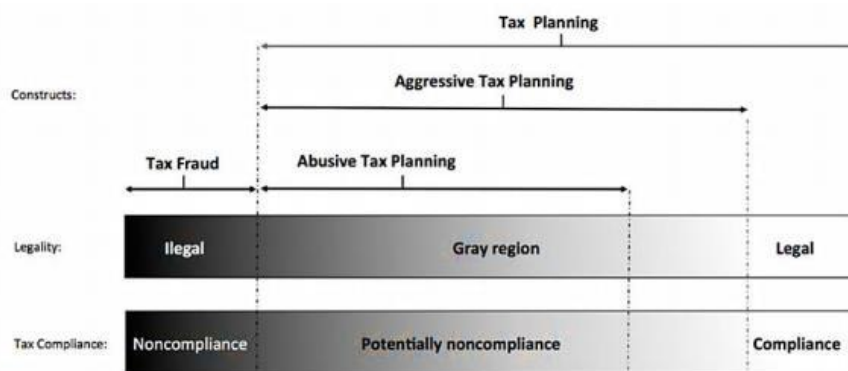 Tax Planning
Aggressive Tax Planning
Constructs:
Tax Fraud
Abusive Tax Planning
Legality:
Ilegal
Gray region
Legal
Tax Compliance:
Noncompliance
Potentially noncompliance
Compliance